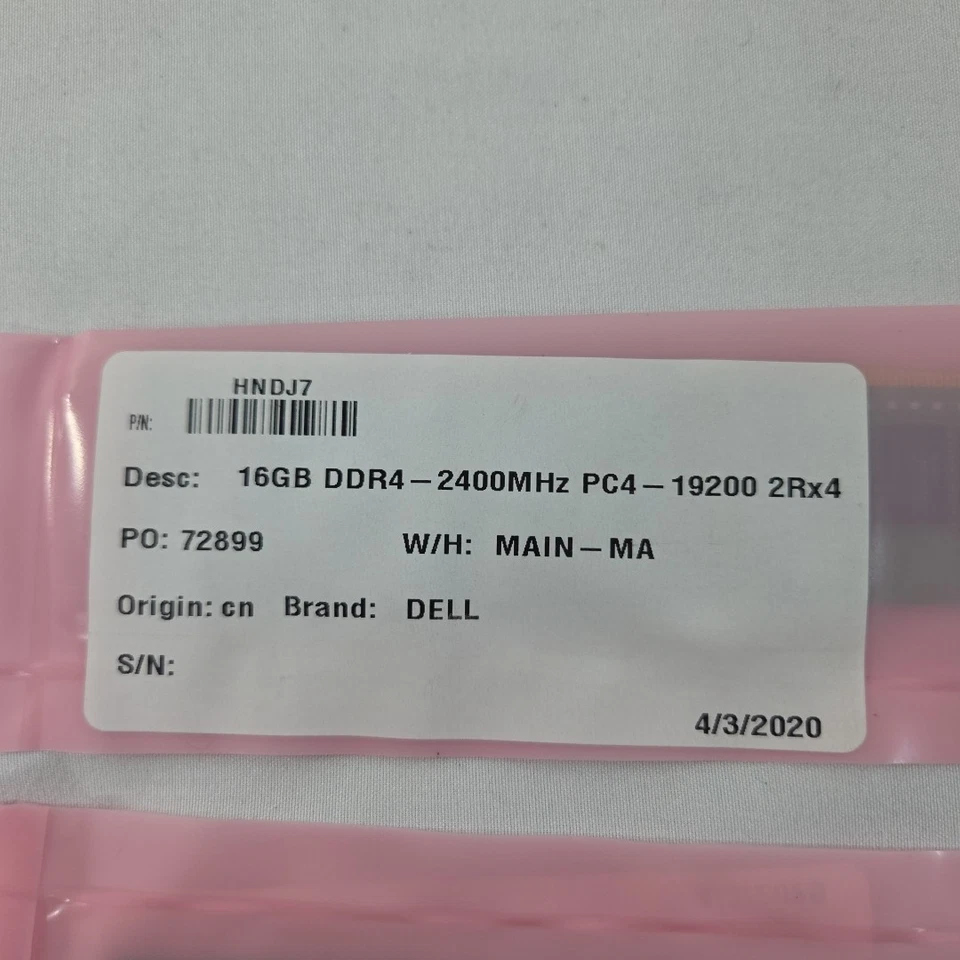 HNDJ7
P/N:
Desc: 16GB DDR4-2400MHz PC4-19200 2Rx4
PO: 72899 W/H: MAIN-MA
Origin: cn Brand: DELL
S/N:
4/3/2020